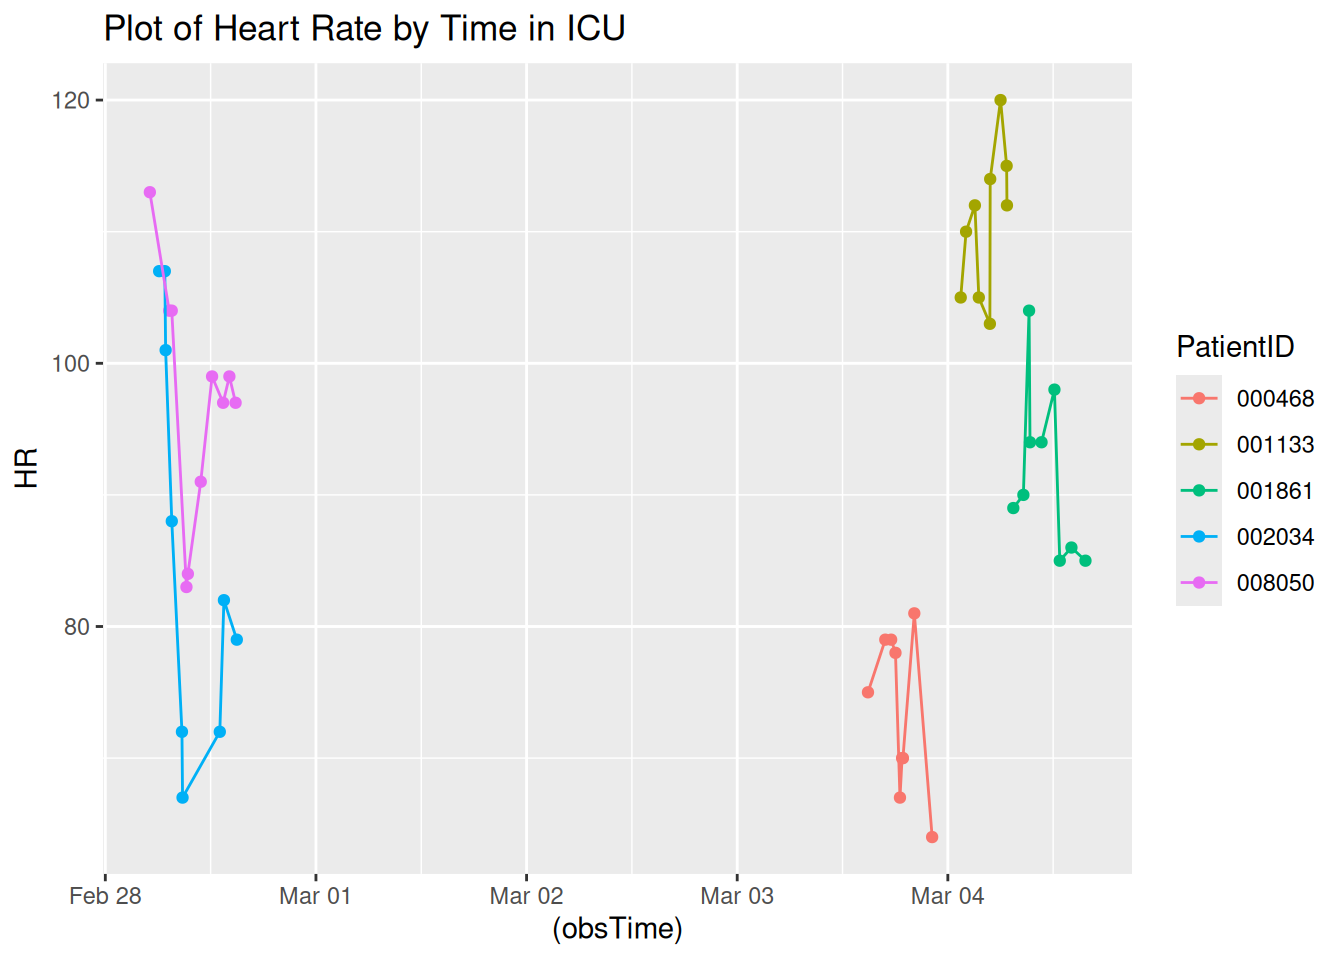 Plot of Heart Rate by Time in ICU
120
100
80
HR
Feb 28
Mar 01
Mar 02
Mar 03
Mar 04
(obsTime)
PatientID
000468
001133
001861
002034
008050